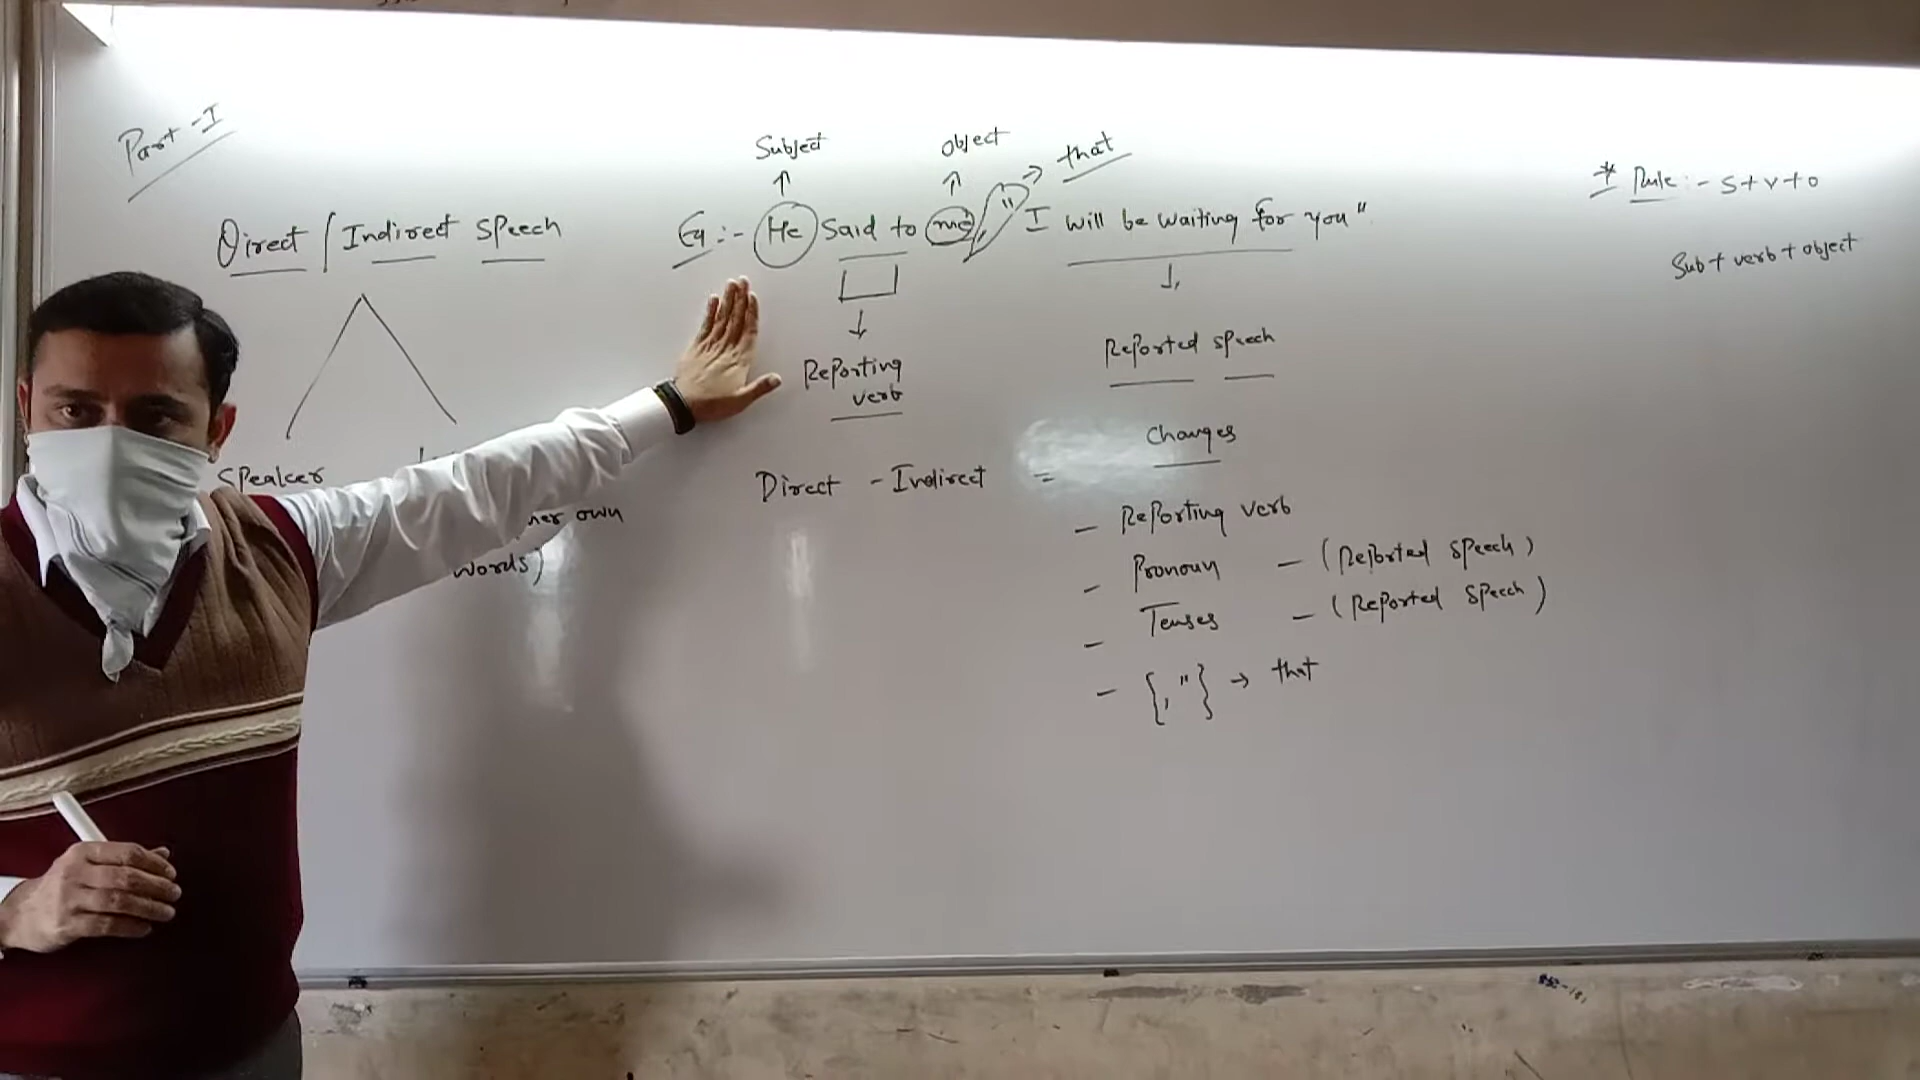 Part-I
Subject
object
that
Direct / Indirect Speech
Eg :- He Said to me, " I will be waiting for you"
* Rule :- S+V+O
Sub + verb + object
Reporting
verb
Reported speech
Changes
Speaker
Direct - Indirect =
own
words)
- Reporting verb
- Pronoun - (Reported speech)
- Tenses - (Reported speech)
- {, "} → that